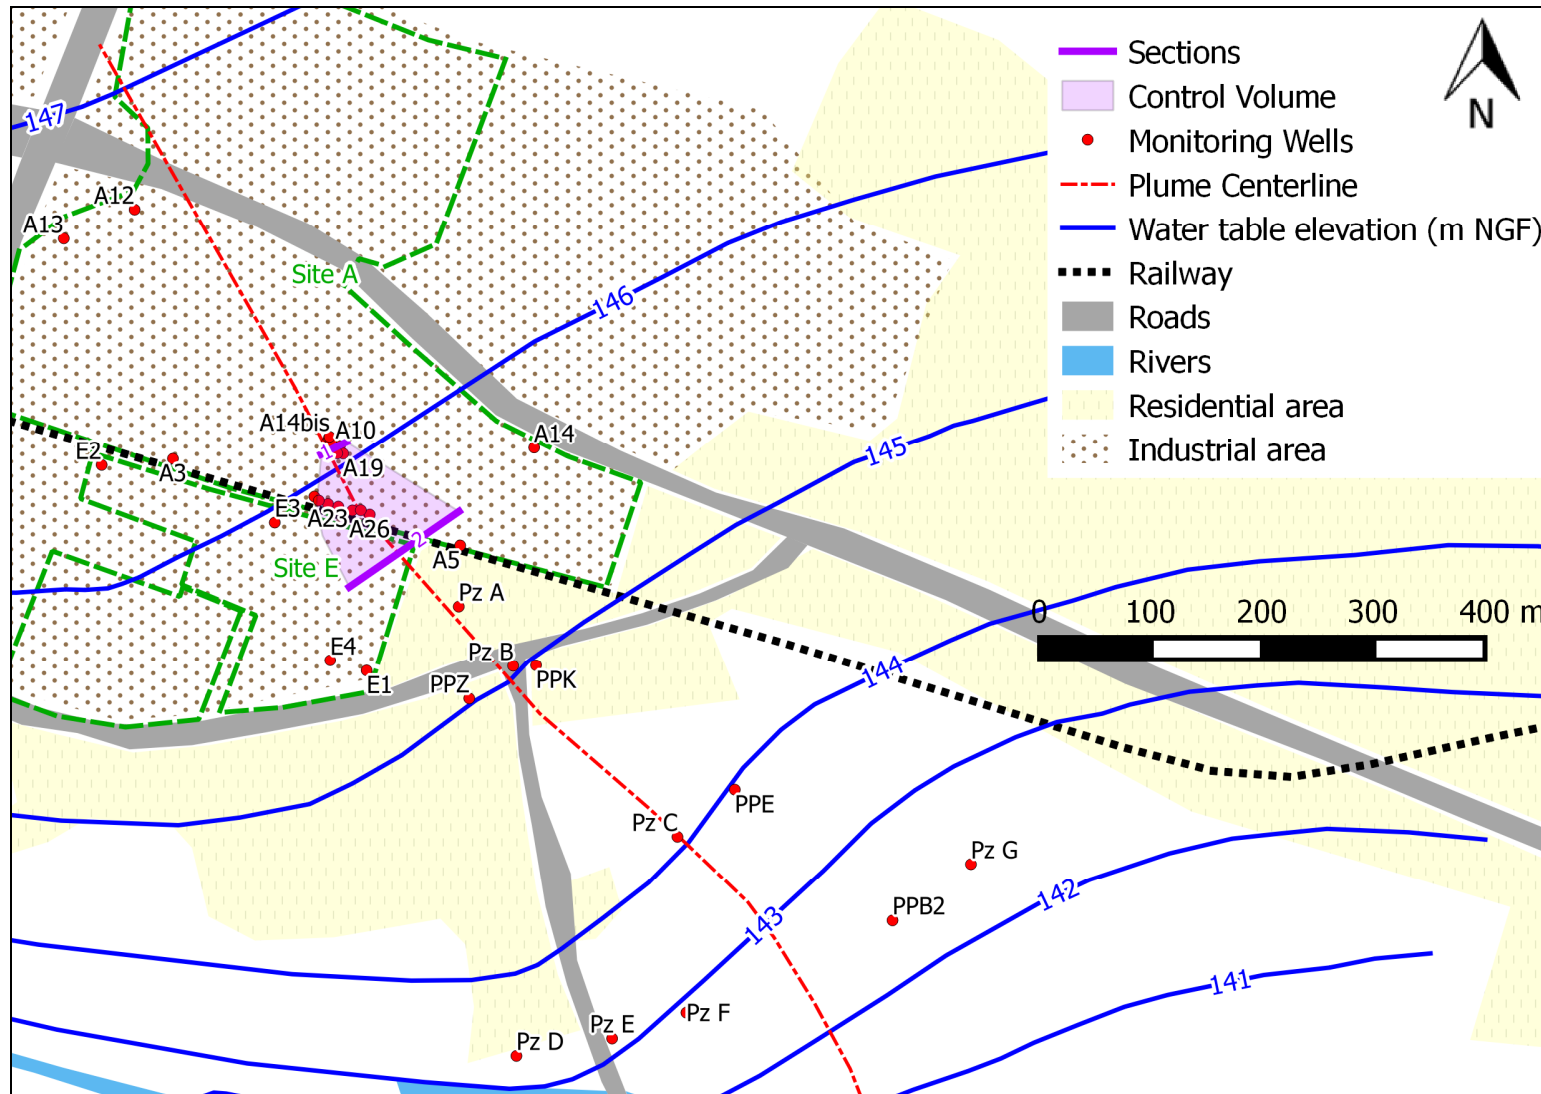 Sections
Control Volume
Monitoring Wells
Plume Centerline
Water table elevation (m NGF)
Railway
Roads
Rivers
Residential area
Industrial area
N
147
A12
A13
Site A
146
A14bis
A10
1
A19
A14
E2
A3
145
E3
A23
A26
2
A5
Site E
Pz A
0 100 200 300 400 m
E4
E1
Pz B
PPK
PPZ
144
PPE
Pz C
Pz G
PPB2
143
142
141
Pz F
Pz E
Pz D